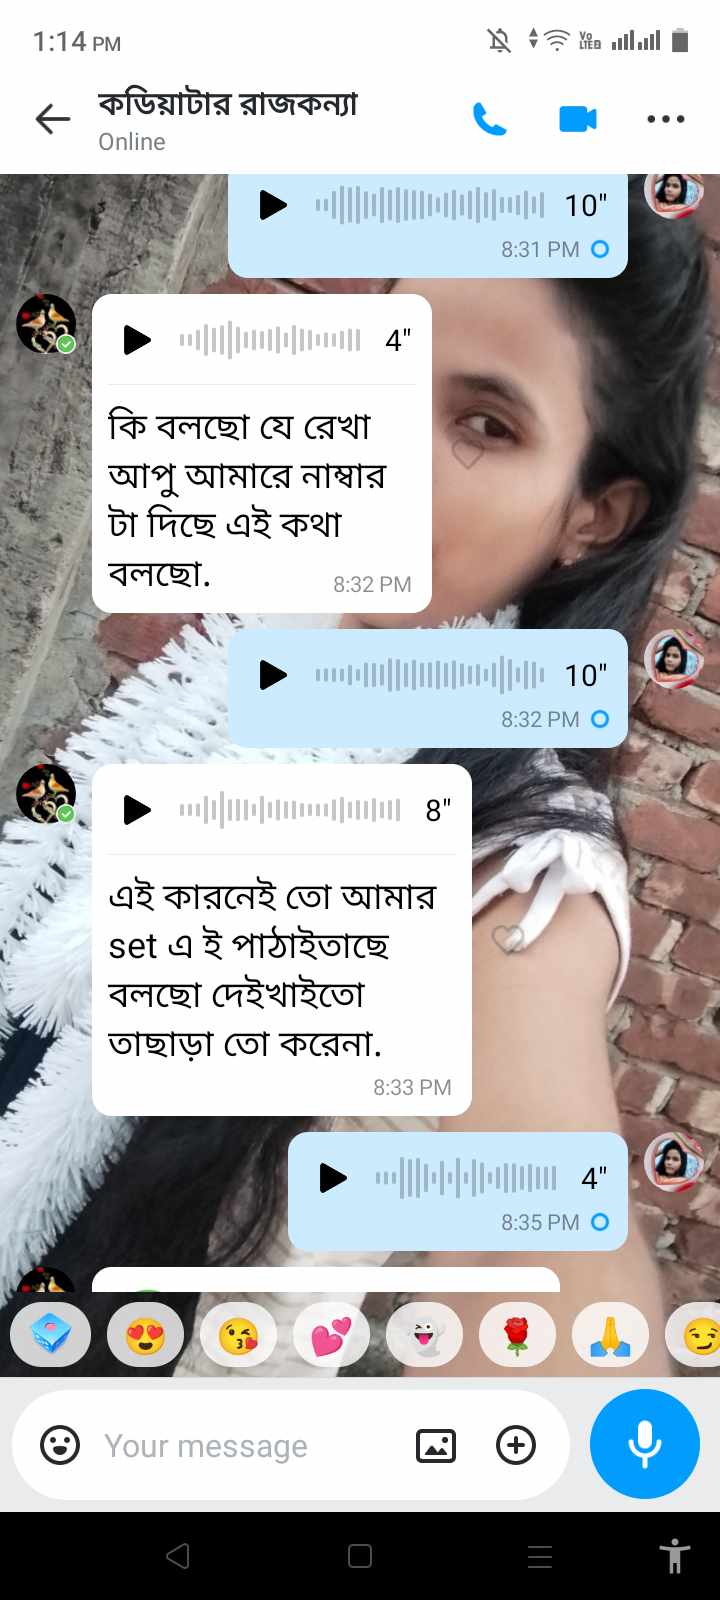 1:14 PM
Vo
LTE
কডিয়াটার রাজকন্যা
Online
10"
8:31 PM
4"
কি বলছো যে রেখা
আপু আমারে নাম্বার
টা দিছে এই কথা
বলছো.
8:32 PM
10"
8:32 PM
8"
এই কারনেই তো আমার
set এ ই পাঠাইতাছে
বলছো দেইখাইতো
তাছাড়া তো করেনা.
8:33 PM
4"
8:35 PM
Your message